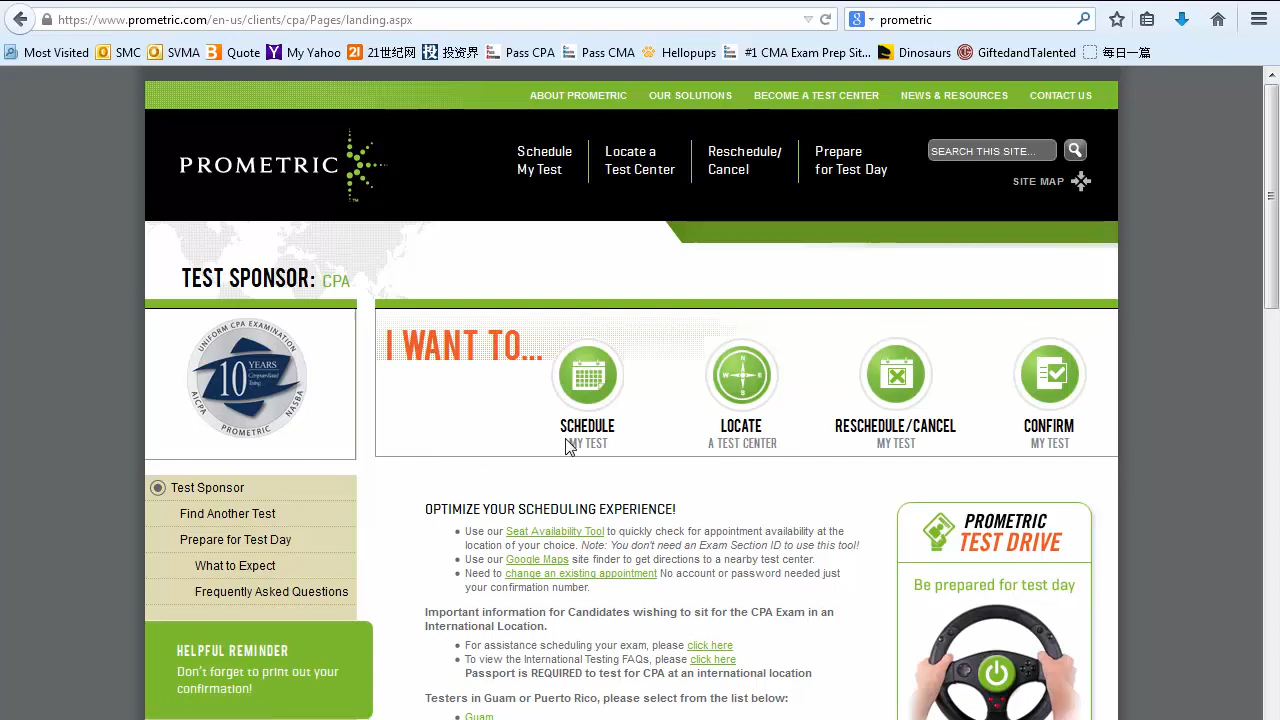 https://www.prometric.com/en-us/clients/cpa/Pages/landing.aspx
prometric
Most Visited SMC SVMA Quote My Yahoo 21世纪网 投资界 Pass CPA Pass CMA Hellopups #1 CMA Exam Prep Sit... Dinosaurs GiftedandTalented 每日一篇
ABOUT PROMETRIC OUR SOLUTIONS BECOME A TEST CENTER NEWS & RESOURCES CONTACT US
PROMETRIC
Schedule
My Test
Locate a
Test Center
Reschedule/
Cancel
Prepare
for Test Day
SEARCH THIS SITE...
SITE MAP
TEST SPONSOR: CPA
UNIFORM CPA EXAMINATION
10 YEARS
Computer-Based
Testing
AICPA PROMETRIC NASBA
I WANT TO...
SCHEDULE
MY TEST
N
W E
S
LOCATE
A TEST CENTER
RESCHEDULE/CANCEL
MY TEST
CONFIRM
MY TEST
Test Sponsor
Find Another Test
Prepare for Test Day
What to Expect
Frequently Asked Questions
HELPFUL REMINDER
Don't forget to print out your
confirmation!
OPTIMIZE YOUR SCHEDULING EXPERIENCE!
Use our Seat Availability Tool to quickly check for appointment availability at the
location of your choice. Note: You don't need an Exam Section ID to use this tool!
Use our Google Maps site finder to get directions to a nearby test center.
Need to change an existing appointment No account or password needed just
your confirmation number.
Important information for Candidates wishing to sit for the CPA Exam in an
International Location.
For assistance scheduling your exam, please click here
To view the International Testing FAQs, please click here
Passport is REQUIRED to test for CPA at an international location
Testers in Guam or Puerto Rico, please select from the list below:
Guam
PROMETRIC
TEST DRIVE
Be prepared for test day